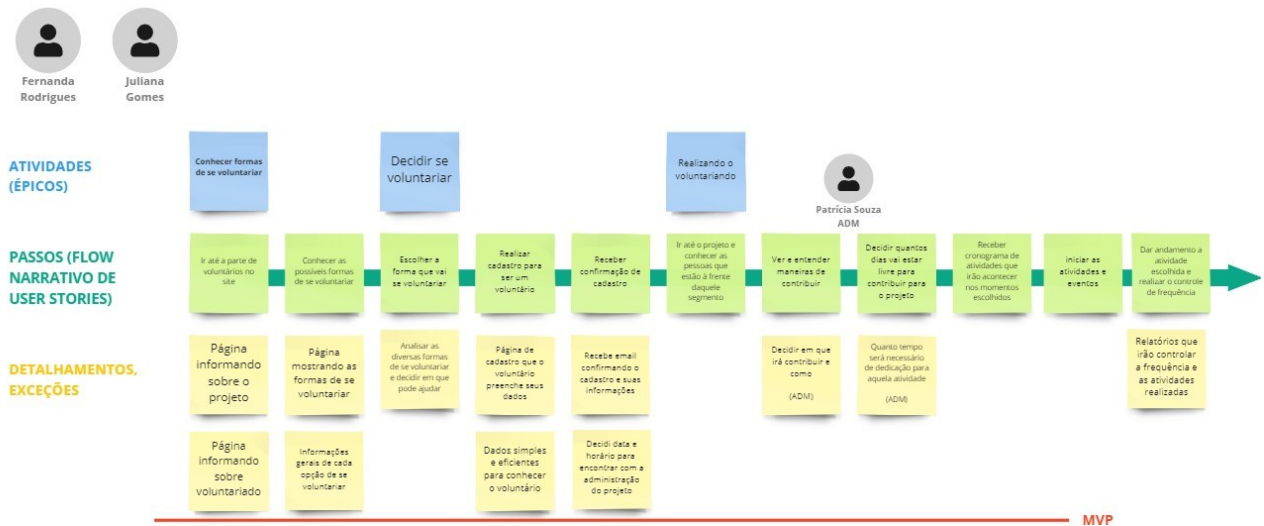 Fernanda
Rodrigues
Juliana
Gomes
ATIVIDADES
(ÉPICOS)
Conhecer formas
de se voluntariar
Decidir se
voluntariar
Realizando o
voluntariando
Patrícia Souza
ADM
PASSOS (FLOW
NARRATIVO DE
USER STORIES)
Ir até a parte de
voluntários no
site
Conhecer as
possíveis formas
de se voluntariar
Escolher a
forma que vai
se voluntariar
Realizar
cadastro para
ser um
voluntário
Receber
confirmação de
cadastro
Ir até o projeto e
conhecer as
pessoas que
estão à frente
daquele
segmento
Ver e entender
maneiras de
contribuir
Decidir quantos
dias vai estar
livre para
contribuir para
o projeto
Receber
cronograma de
atividades que
irão acontecer
nos momentos
escolhidos
iniciar as
atividades e
eventos
Dar andamento a
atividade
escolhida e
realizar o controle
de frequência
DETALHAMENTOS,
EXCEÇÕES
Página
informando
sobre o
projeto
Página
mostrando as
formas de se
voluntariar
Analisar as
diversas formas
de se voluntariar
e decidir em que
pode ajudar
Página de
cadastro que o
voluntário
preenche seus
dados
Recebe email
confirmando o
cadastro e suas
informações
Decidir em que
irá contribuir e
como
(ADM)
Quanto tempo
será necessário
de dedicação para
aquela atividade
(ADM)
Relatórios que
irão controlar
a frequência e
as atividades
realizadas
Página
informando
sobre
voluntariado
Informações
gerais de cada
opção de se
voluntariar
Dados simples
e eficientes
para conhecer
o voluntário
Decidi data e
horário para
encontrar com a
administração
do projeto
MVP